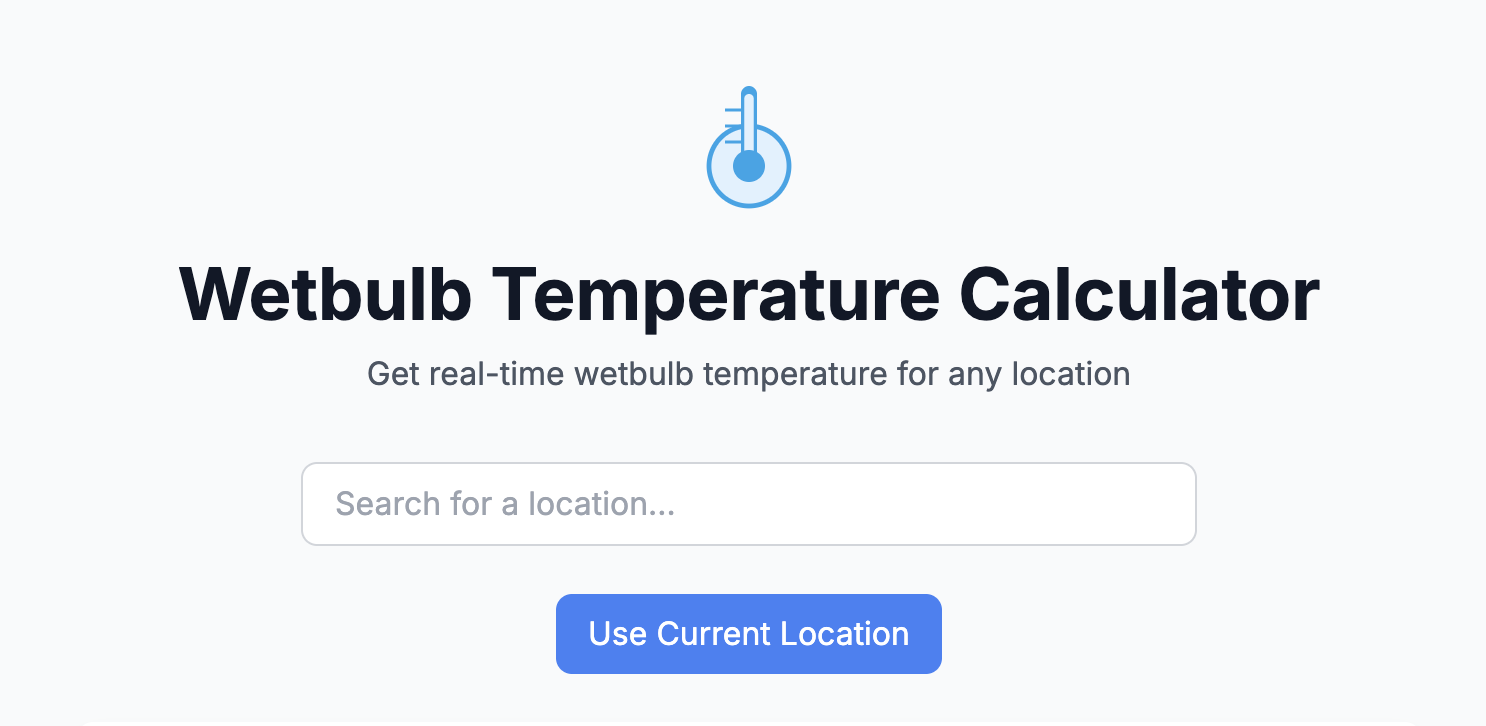 Wetbulb Temperature Calculator
Get real-time wetbulb temperature for any location
Search for a location...
Use Current Location